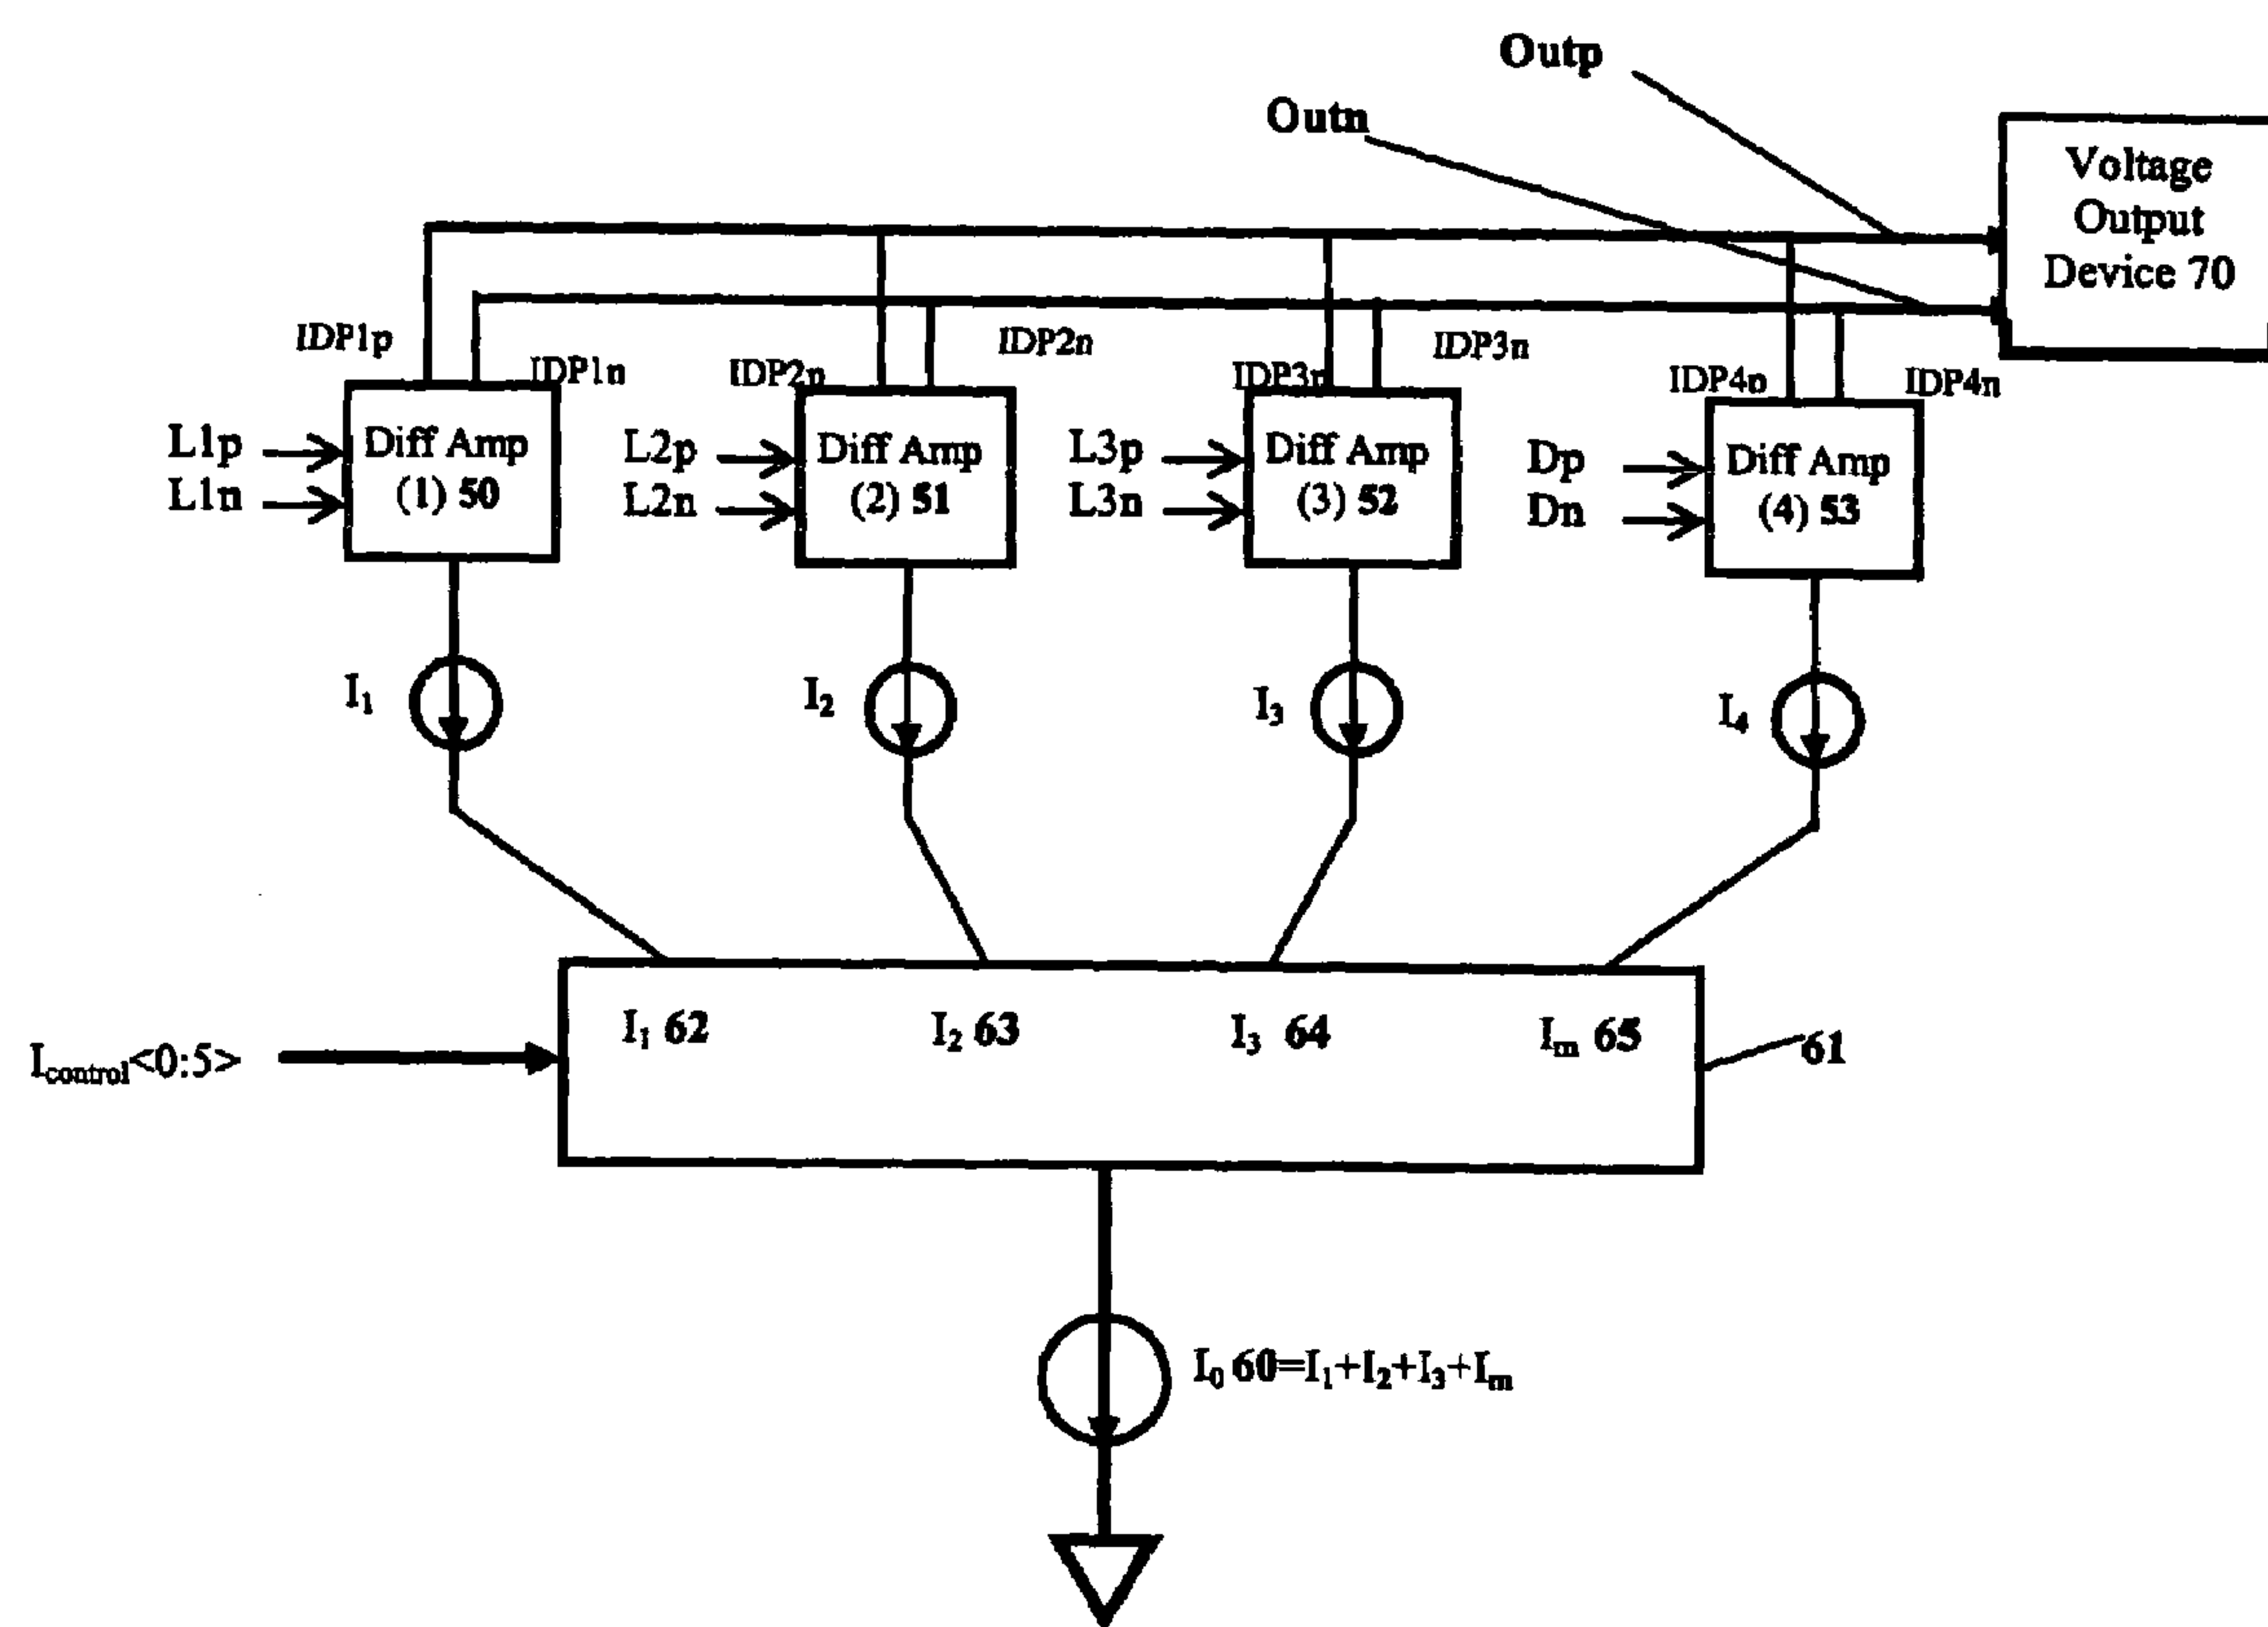 Outp
Outn
Voltage
Output
Device 70
IDP1p
IDP1n
IDP2n
IDP2n
IDP3n
IDP3n
IDP4n
IDP4n
L1p
L1n
Diff Amp
(1) 50
L2p
L2n
Diff Amp
(2) 51
L3p
L3n
Diff Amp
(3) 52
Dp
Dn
Diff Amp
(4) 53
I₁
I₂
I₃
I₄
I₁ 62
I₂ 63
I₃ 64
Iₘ 65
61
Icontrol<0:5>
I₀ 60=I₁+I₂+I₃+Iₘ